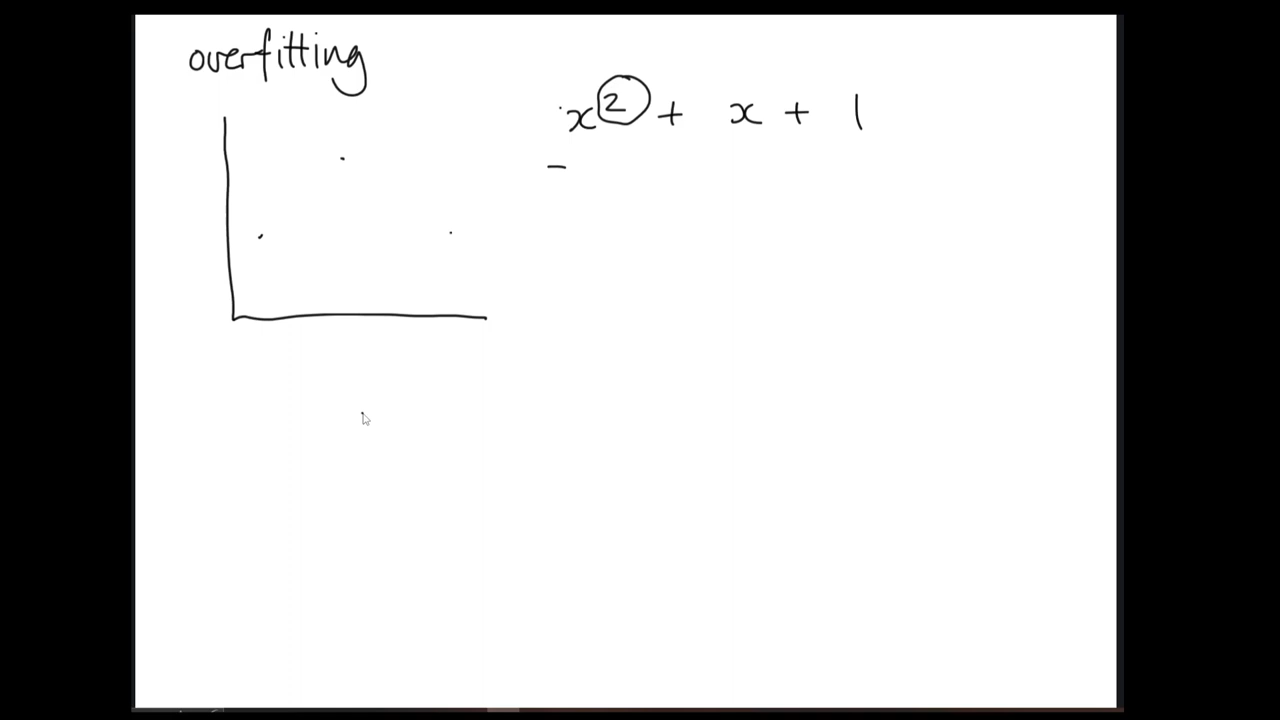 overfitting
x² + x + 1
-